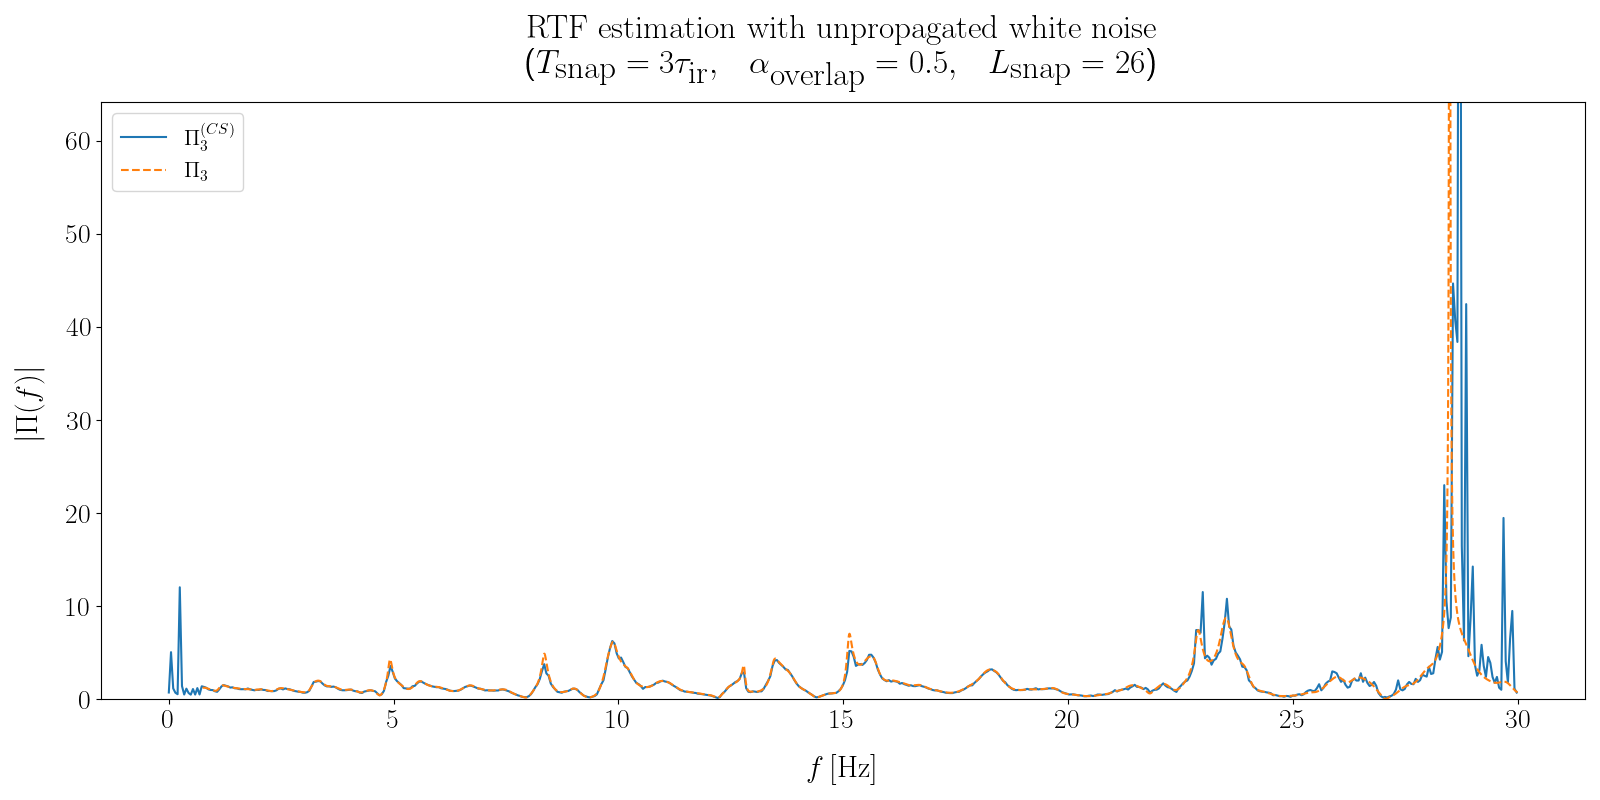 RTF estimation with unpropagated white noise
(T_snap = 3τ_ir, α_overlap = 0.5, L_snap = 26)
Π_3^(CS)
Π_3
60
50
40
30
20
10
0
|Π(f)|
0 5 10 15 20 25 30
f [Hz]